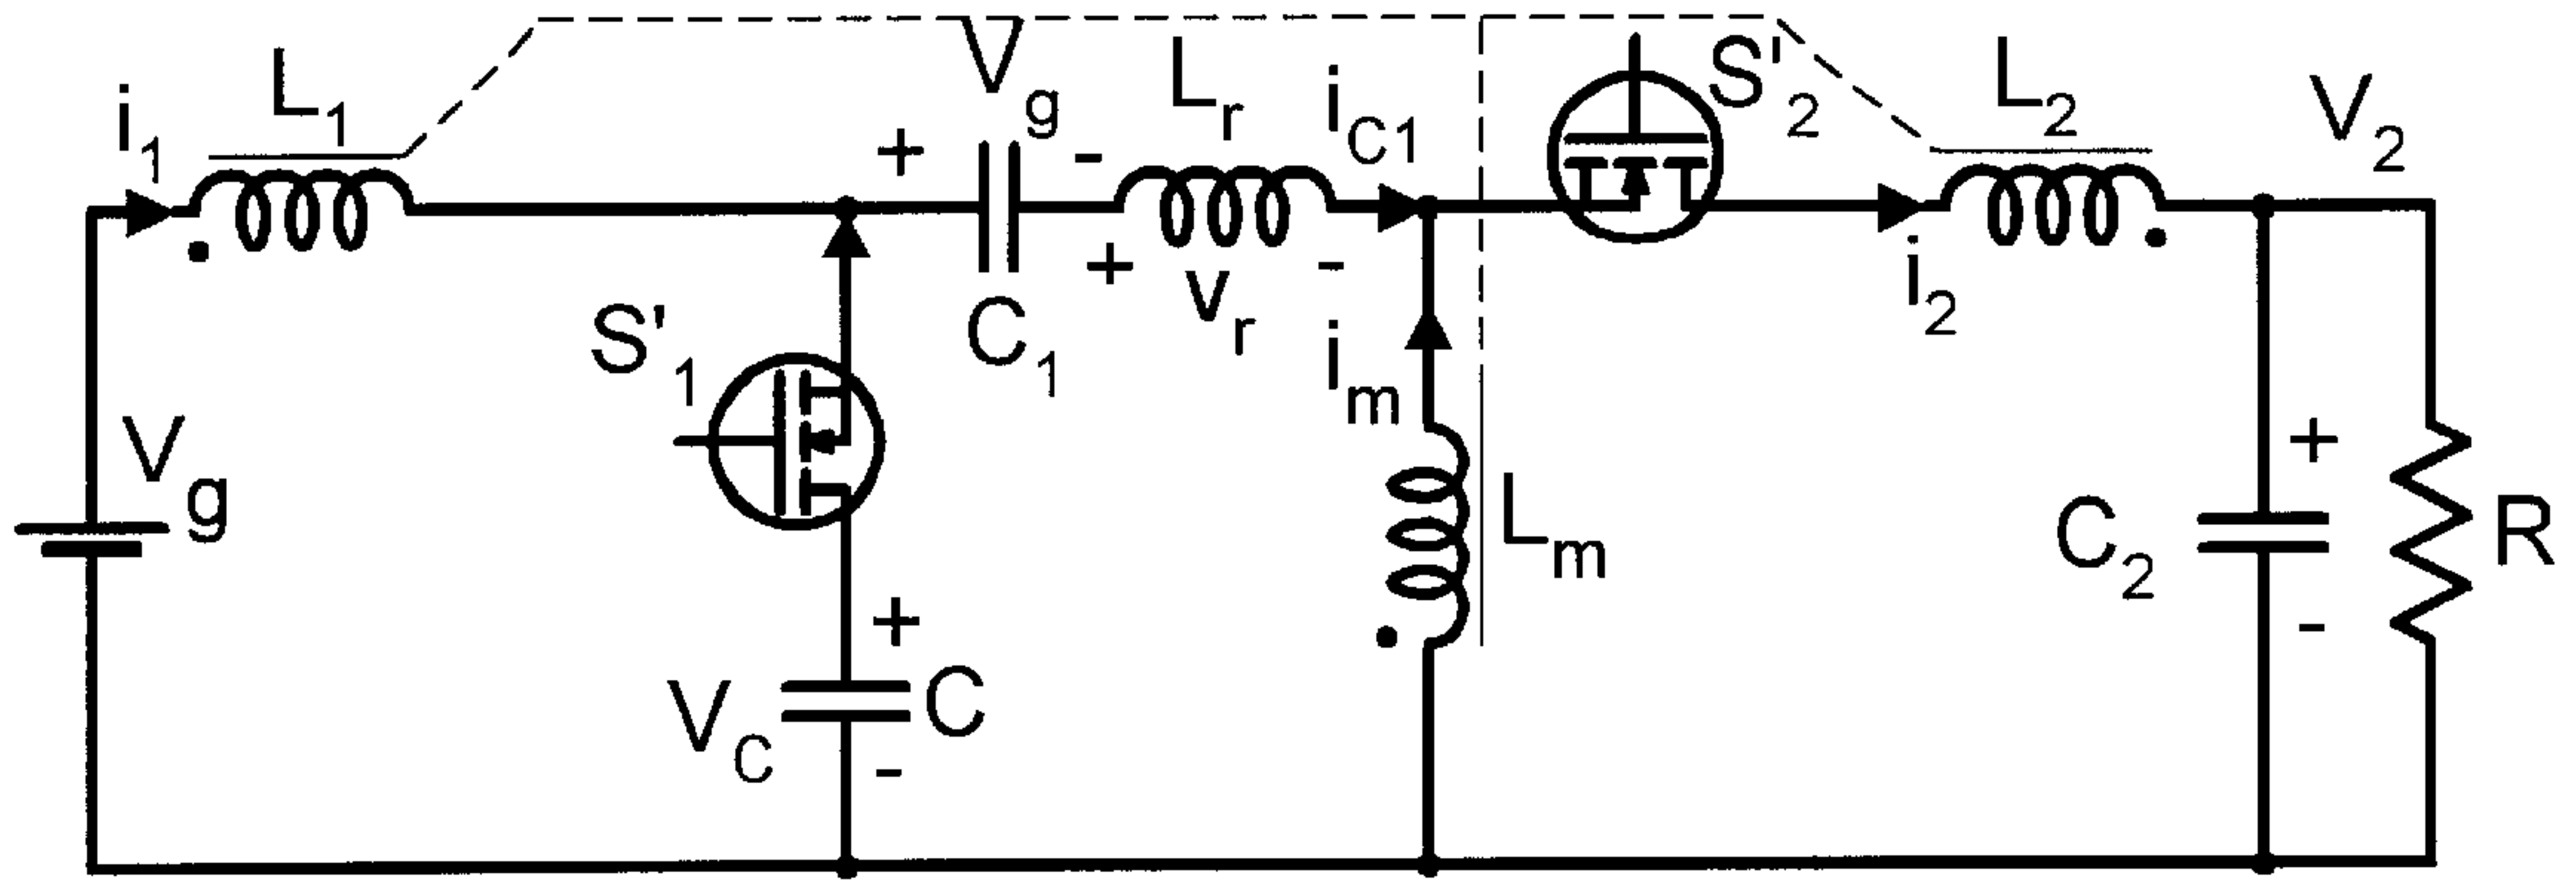 i1
L1
Vg
Lr
iC1
S'2
L2
V2
+
-
+
vr
-
C1
i2
S'1
im
Vg
+
Lm
C2
R
-
+
VC
C
-